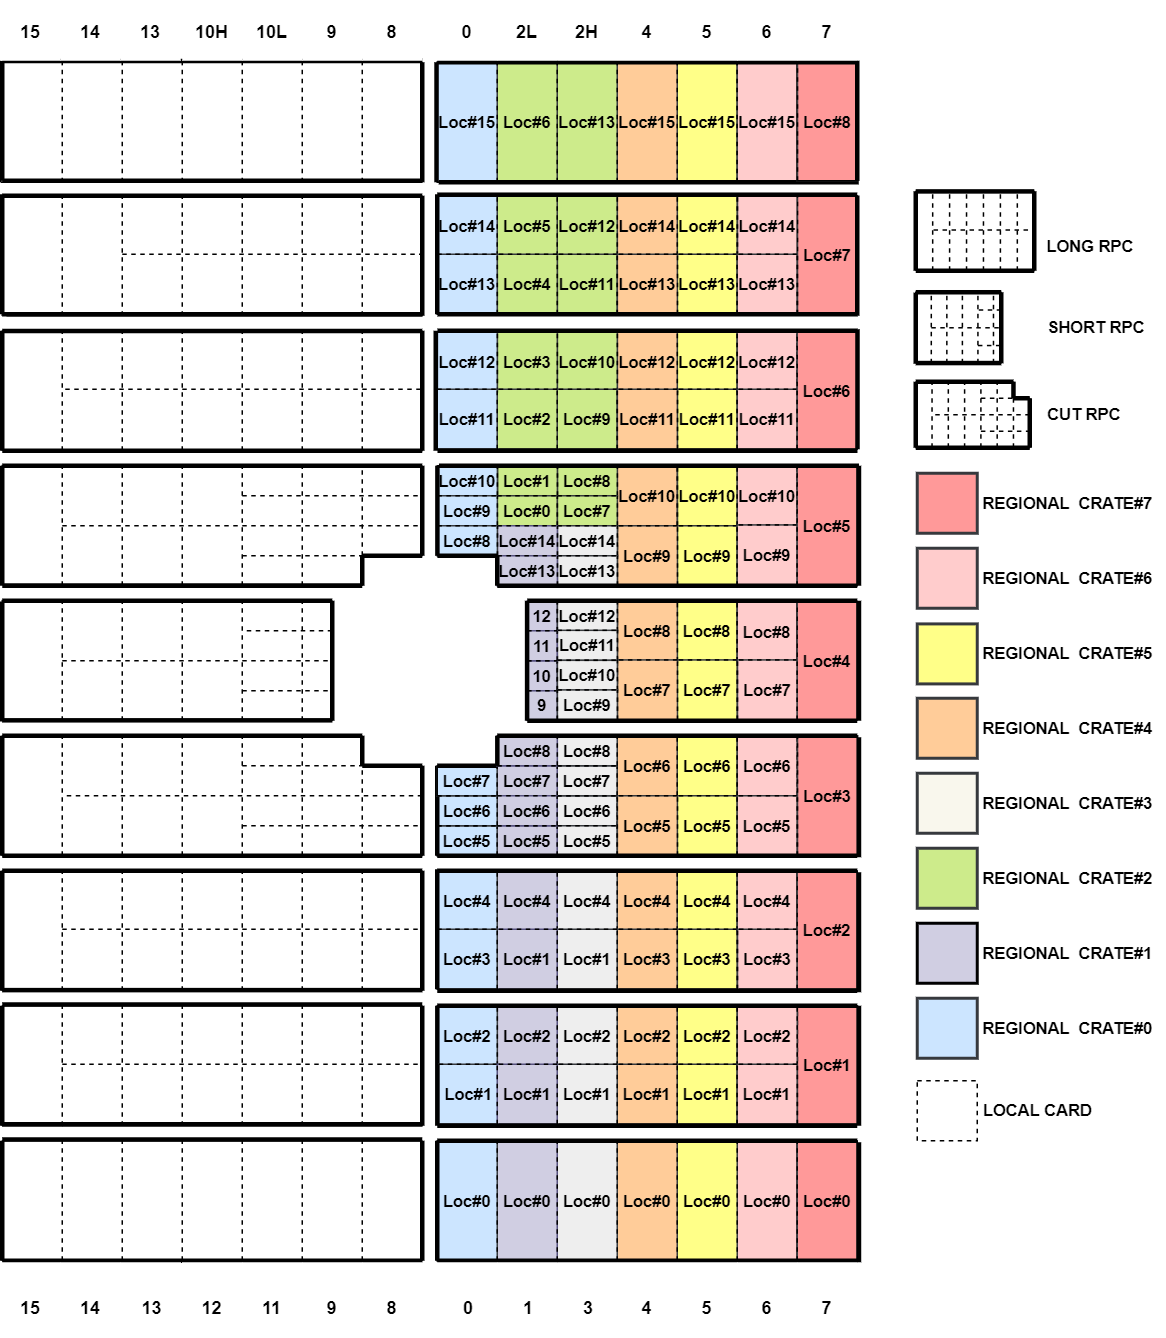 15 14 13 10H 10L 9 8 0 2L 2H 4 5 6 7
Loc#15 Loc#6 Loc#13 Loc#15 Loc#15 Loc#15 Loc#8
Loc#14 Loc#5 Loc#12 Loc#14 Loc#14 Loc#14
Loc#7
Loc#13 Loc#4 Loc#11 Loc#13 Loc#13 Loc#13
Loc#12 Loc#3 Loc#10 Loc#12 Loc#12 Loc#12
Loc#6
Loc#11 Loc#2 Loc#9 Loc#11 Loc#11 Loc#11
Loc#10 Loc#1 Loc#8
Loc#10 Loc#10 Loc#10
Loc#9 Loc#0 Loc#7
Loc#5
Loc#8 Loc#14 Loc#14
Loc#9 Loc#9 Loc#9
Loc#13 Loc#13
12 Loc#12
Loc#8 Loc#8 Loc#8
11 Loc#11
Loc#4
10 Loc#10
Loc#7 Loc#7 Loc#7
9 Loc#9
Loc#8 Loc#8
Loc#6 Loc#6 Loc#6
Loc#7 Loc#7 Loc#7
Loc#3
Loc#6 Loc#6 Loc#6
Loc#5 Loc#5 Loc#5
Loc#5 Loc#5 Loc#5
Loc#4 Loc#4 Loc#4 Loc#4 Loc#4 Loc#4
Loc#2
Loc#3 Loc#1 Loc#1 Loc#3 Loc#3 Loc#3
Loc#2 Loc#2 Loc#2 Loc#2 Loc#2 Loc#2
Loc#1
Loc#1 Loc#1 Loc#1 Loc#1 Loc#1 Loc#1
Loc#0 Loc#0 Loc#0 Loc#0 Loc#0 Loc#0 Loc#0
15 14 13 12 11 9 8 0 1 3 4 5 6 7
LONG RPC
SHORT RPC
CUT RPC
REGIONAL CRATE#7
REGIONAL CRATE#6
REGIONAL CRATE#5
REGIONAL CRATE#4
REGIONAL CRATE#3
REGIONAL CRATE#2
REGIONAL CRATE#1
REGIONAL CRATE#0
LOCAL CARD